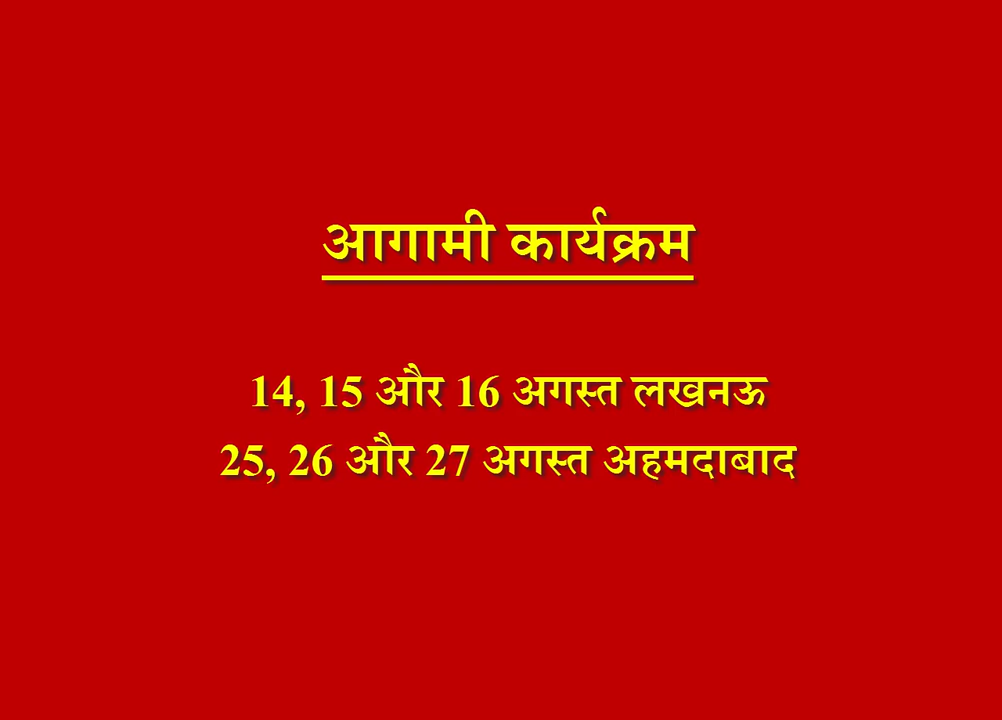 आगामी कार्यक्रम
14, 15 और 16 अगस्त लखनऊ
25, 26 और 27 अगस्त अहमदाबाद